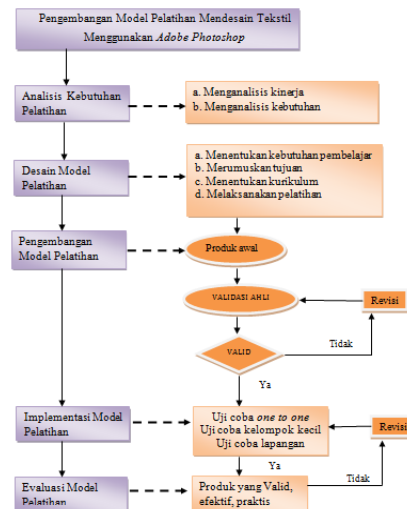 Pengembangan Model Pelatihan Mendesain Tekstil
Menggunakan Adobe Photoshop
Analisis Kebutuhan
Pelatihan
a. Menganalisis kinerja
b. Menganalisis kebutuhan
Desain Model
Pelatihan
a. Menentukan kebutuhan pembelajar
b. Merumuskan tujuan
c. Menentukan kurikulum
d. Melaksanakan pelatihan
Pengembangan
Model Pelatihan
Produk awal
VALIDASI AHLI
Revisi
VALID
Tidak
Ya
Implementasi Model
Pelatihan
Uji coba one to one
Uji coba kelompok kecil
Uji coba lapangan
Revisi
Ya
Tidak
Evaluasi Model
Pelatihan
Produk yang Valid,
efektif, praktis